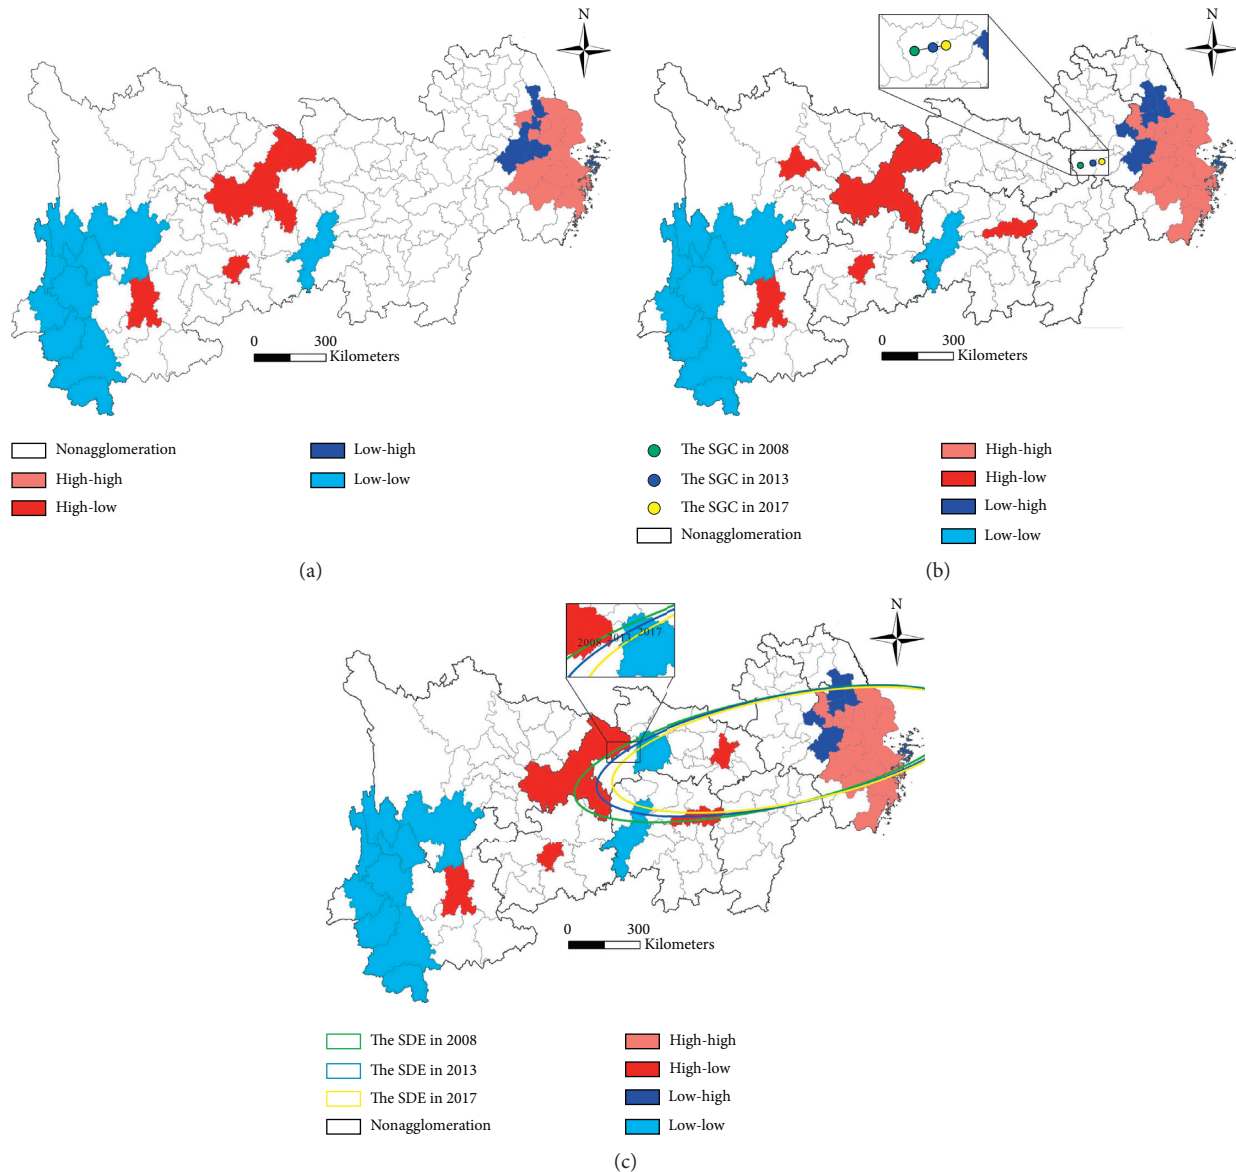 N
0 300
Kilometers
Nonagglomeration
High-high
High-low
Low-high
Low-low
(a)
N
0 300
Kilometers
The SGC in 2008
The SGC in 2013
The SGC in 2017
Nonagglomeration
High-high
High-low
Low-high
Low-low
(b)
2008 2013 2017
N
0 300
Kilometers
The SDE in 2008
The SDE in 2013
The SDE in 2017
Nonagglomeration
High-high
High-low
Low-high
Low-low
(c)